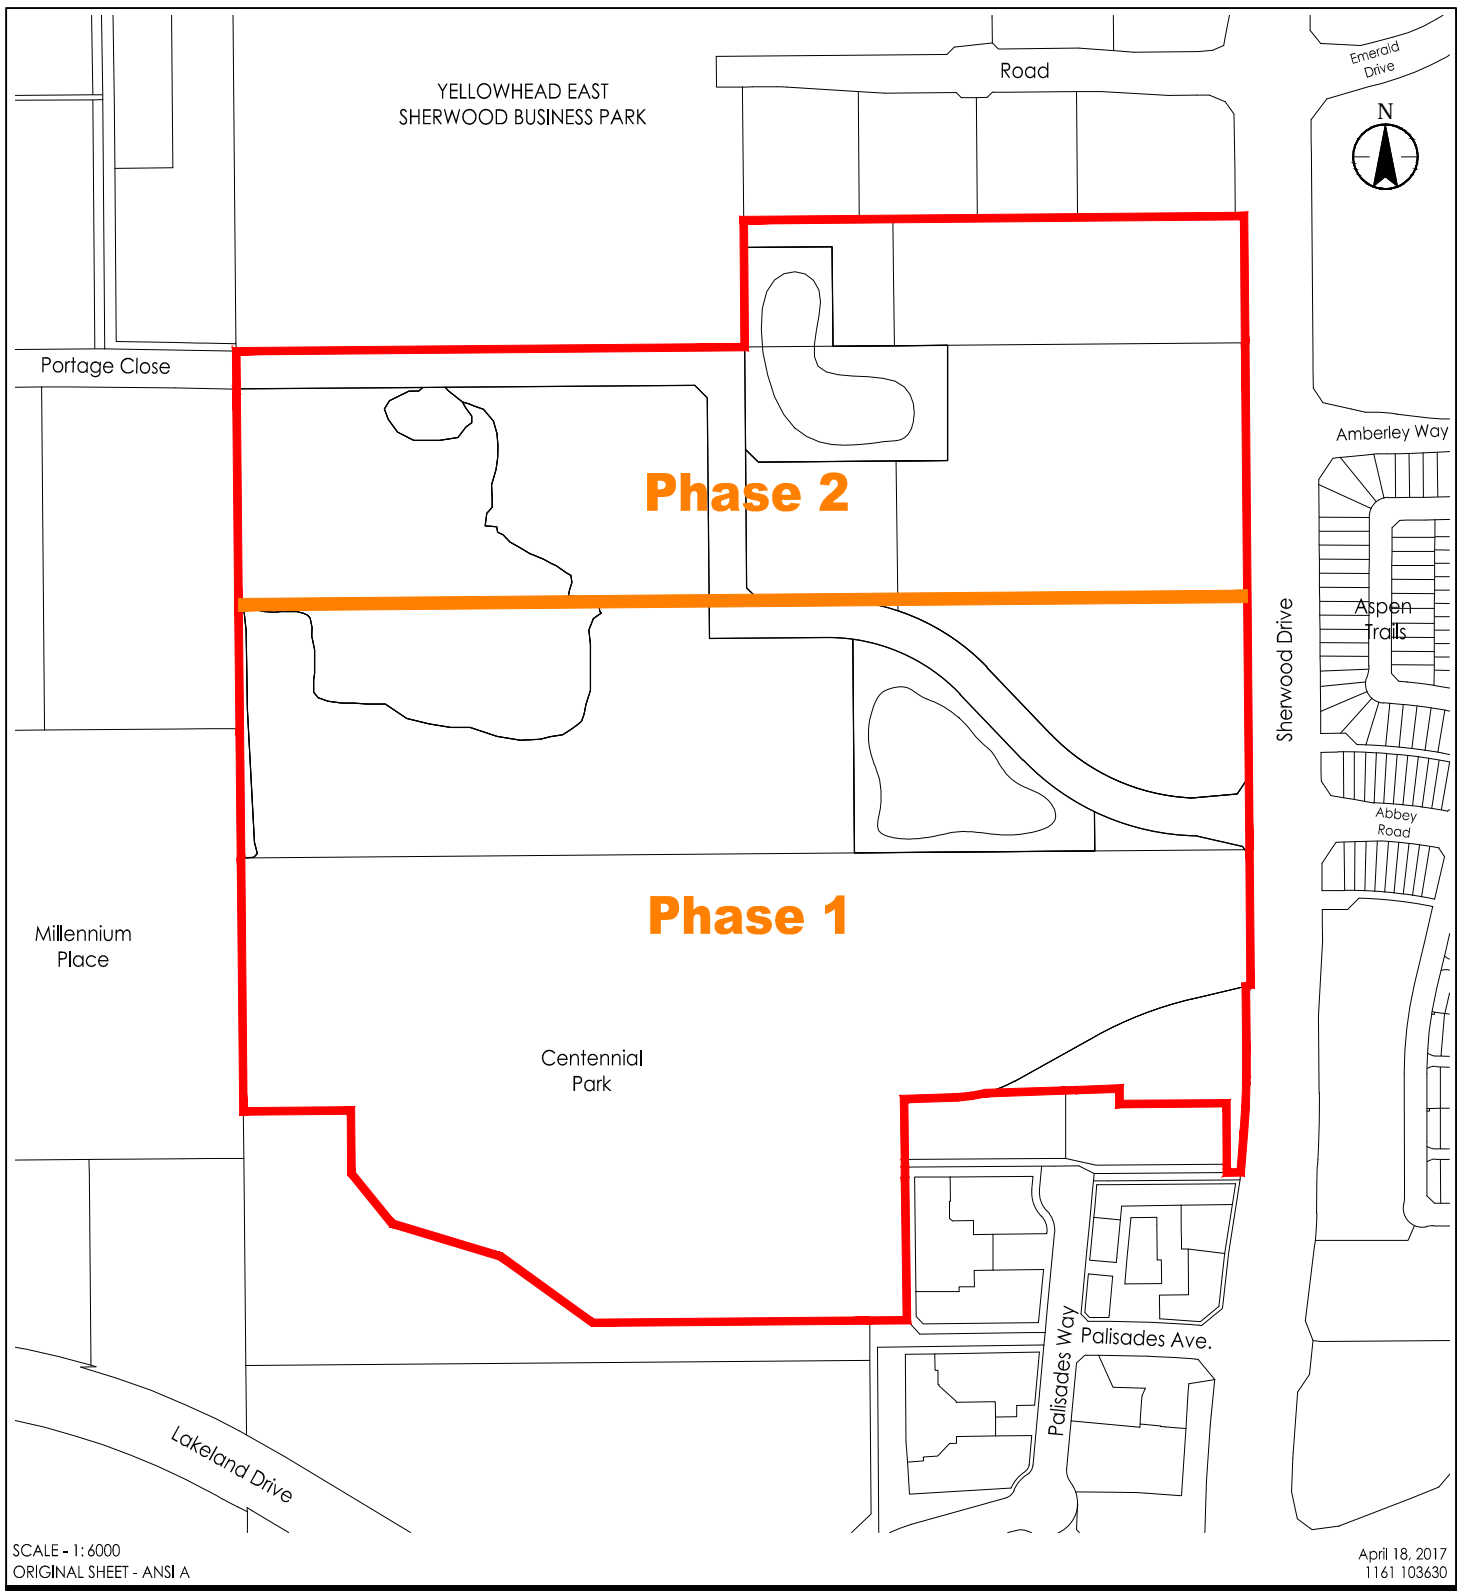 Road
Emerald
Drive
YELLOWHEAD EAST
SHERWOOD BUSINESS PARK
N
Portage Close
Amberley Way
Phase 2
Aspen
Trails
Sherwood Drive
Abbey
Road
Phase 1
Millennium
Place
Centennial
Park
Palisades Way
Palisades Ave.
Lakeland Drive
SCALE - 1:6000
ORIGINAL SHEET - ANSI A
April 18, 2017
1161 103630